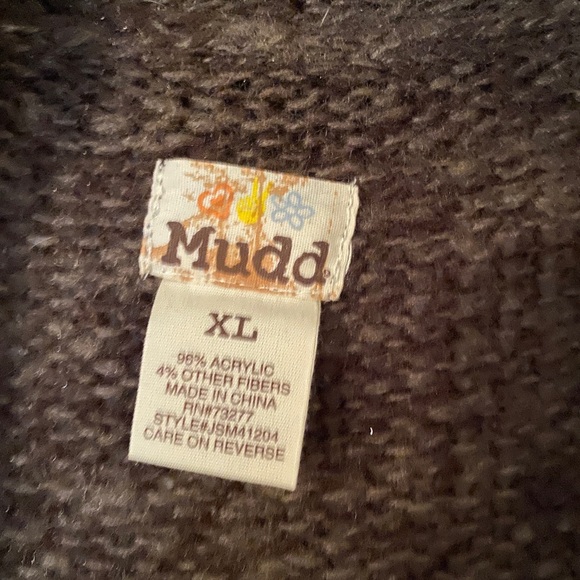 Mudd
XL
96% ACRYLIC
4% OTHER FIBERS
MADE IN CHINA
RN#73277
STYLE#JSM41204
CARE ON REVERSE